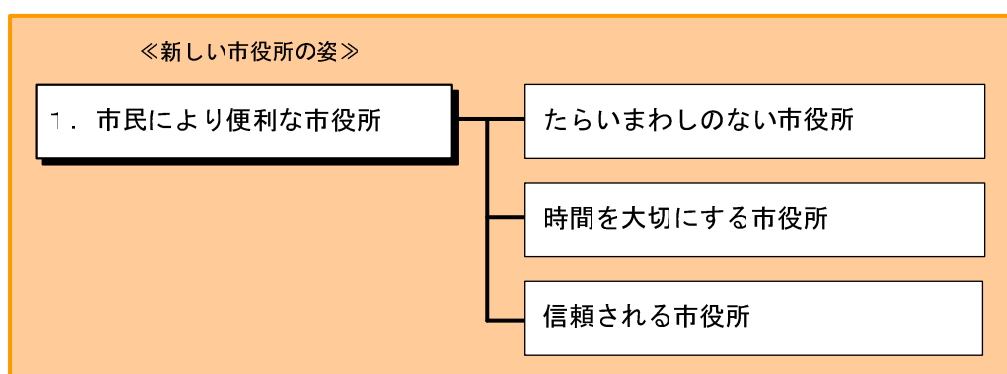 ≪新しい市役所の姿≫
1．市民により便利な市役所
たらいまわしのない市役所
時間を大切にする市役所
信頼される市役所